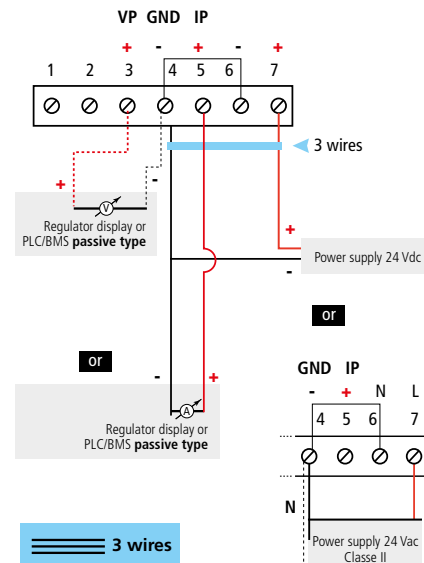 VP GND IP
+ - + - +
1 2 3 4 5 6 7
3 wires
+ -
V
Regulator display or
PLC/BMS passive type
+
-
Power supply 24 Vdc
or
or
- +
A
Regulator display or
PLC/BMS passive type
GND IP
- + N L
4 5 6 7
N
Power supply 24 Vac
Classe II
3 wires